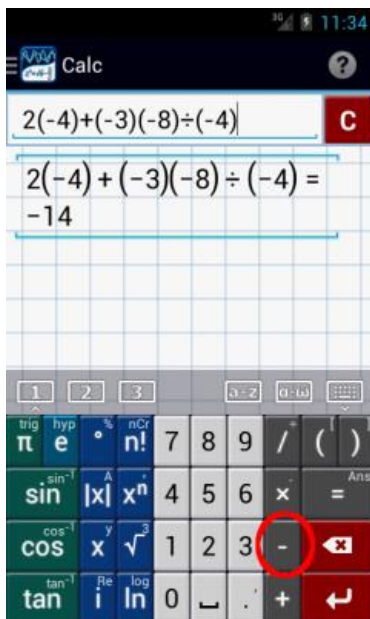 3G 11:34
Calc ?
2(-4)+(-3)(-8)÷(-4) C
2(−4) + (−3)(−8) ÷ (−4) =
−14
1 2 3 a-z α-ω
trig hyp ° % nCr [ ]
π e ° n! 7 8 9 / ( )
sin⁻¹ A Ans
sin |x| xⁿ 4 5 6 × =
cos⁻¹ y 3
cos x √ 1 2 3 -
tan⁻¹ Re log
tan i ln 0 . , +